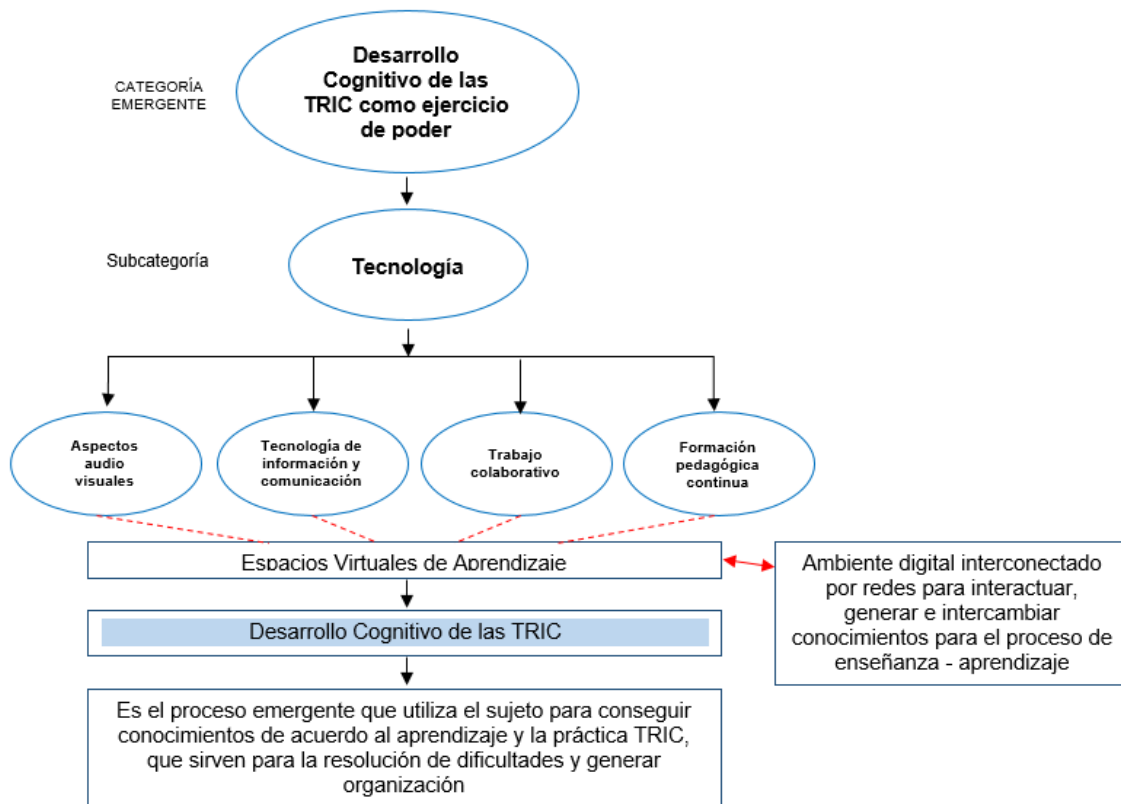 Desarrollo
Cognitivo de las
TRIC como ejercicio
de poder
CATEGORÍA
EMERGENTE
Subcategoría
Tecnología
Aspectos
audio
visuales
Tecnología de
información y
comunicación
Trabajo
colaborativo
Formación
pedagógica
continua
Espacios Virtuales de Aprendizaje
Ambiente digital interconectado
por redes para interactuar,
generar e intercambiar
conocimientos para el proceso de
enseñanza - aprendizaje
Desarrollo Cognitivo de las TRIC
Es el proceso emergente que utiliza el sujeto para conseguir
conocimientos de acuerdo al aprendizaje y la práctica TRIC,
que sirven para la resolución de dificultades y generar
organización